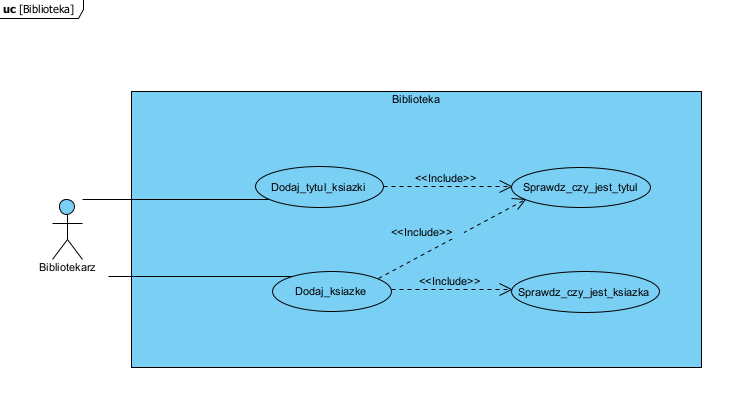 uc [Biblioteka]
Biblioteka
Dodaj_tytul_ksiazki
<<Include>>
Sprawdz_czy_jest_tytul
<<Include>>
Bibliotekarz
Dodaj_ksiazke
<<Include>>
Sprawdz_czy_jest_ksiazka